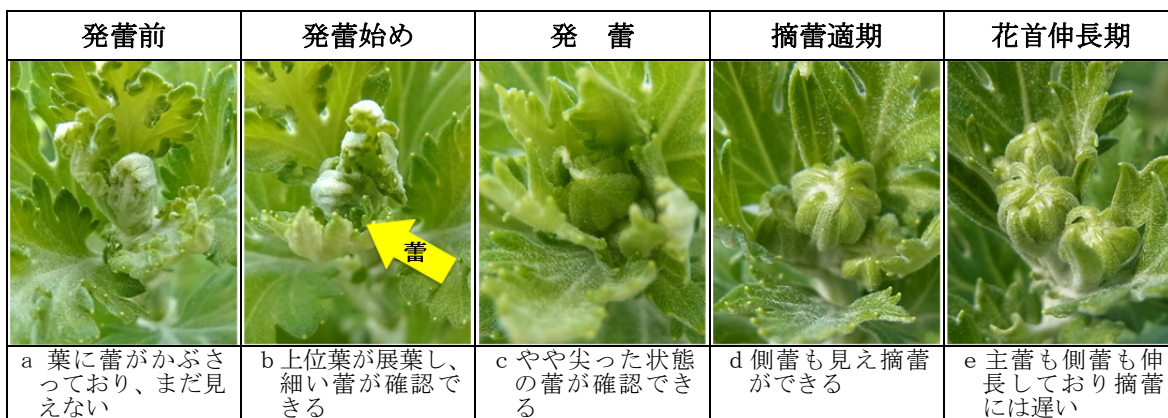 発蕾前
発蕾始め
発 蕾
摘蕾適期
花首伸長期
蕾
a 葉に蕾がかぶさ
っており、まだ見
えない
b 上位葉が展葉し、
細い蕾が確認で
きる
c やや尖った状態
の蕾が確認でき
る
d 側蕾も見え摘蕾
ができる
e 主蕾も側蕾も伸
長しており摘蕾
には遅い